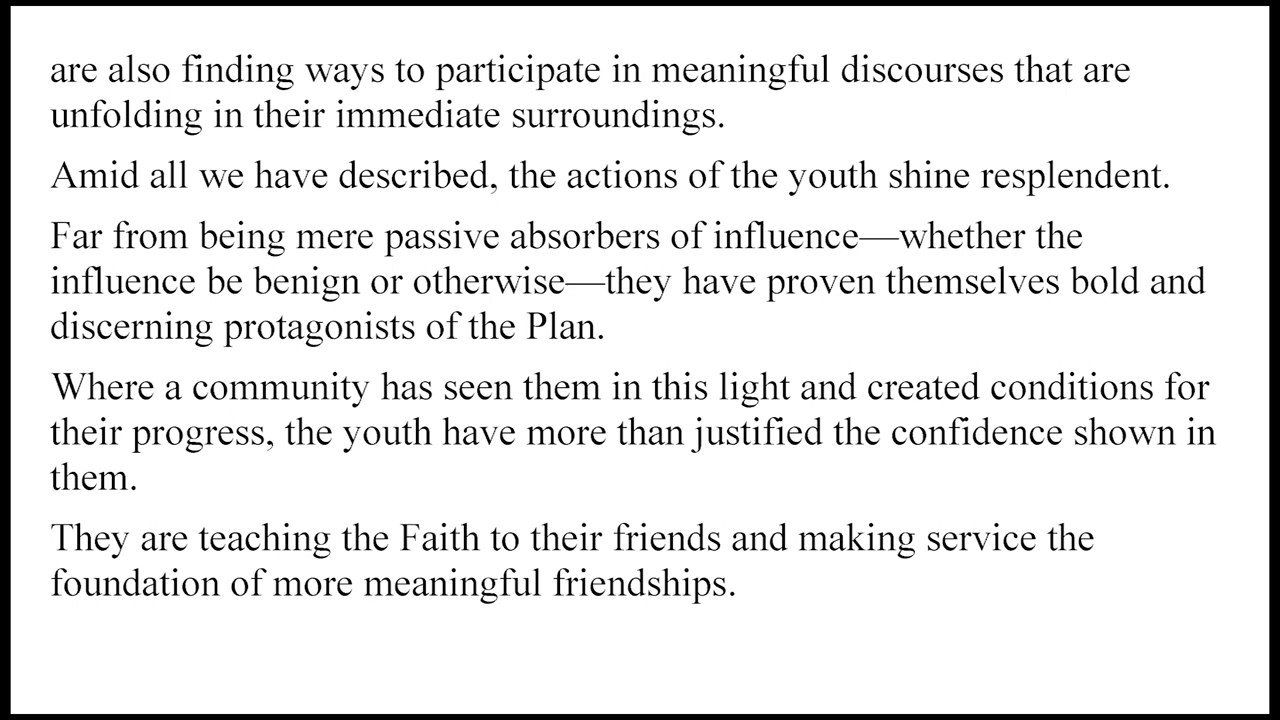 are also finding ways to participate in meaningful discourses that are
unfolding in their immediate surroundings.
Amid all we have described, the actions of the youth shine resplendent.
Far from being mere passive absorbers of influence—whether the
influence be benign or otherwise—they have proven themselves bold and
discerning protagonists of the Plan.
Where a community has seen them in this light and created conditions for
their progress, the youth have more than justified the confidence shown in
them.
They are teaching the Faith to their friends and making service the
foundation of more meaningful friendships.